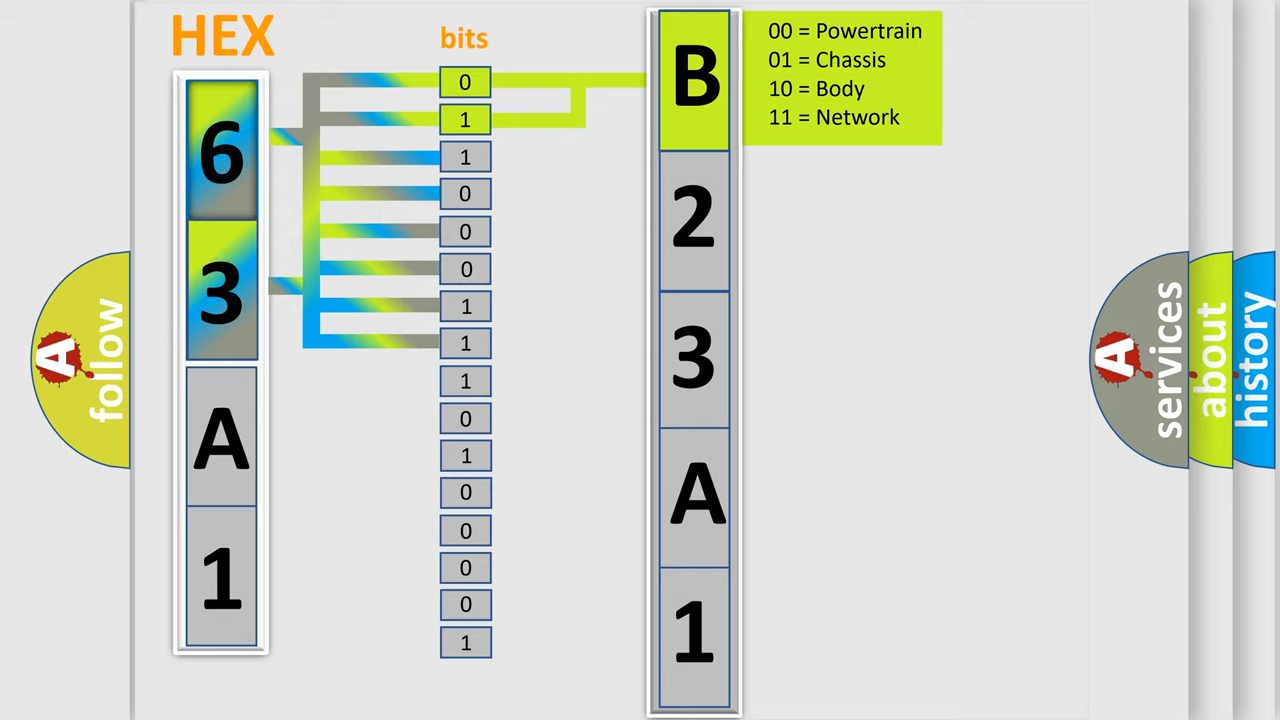 HEX
bits
6
3
A
1
0
1
1
0
0
0
1
1
1
0
1
0
0
0
0
1
B
2
3
A
1
00 = Powertrain
01 = Chassis
10 = Body
11 = Network
A follow
A services
about
history